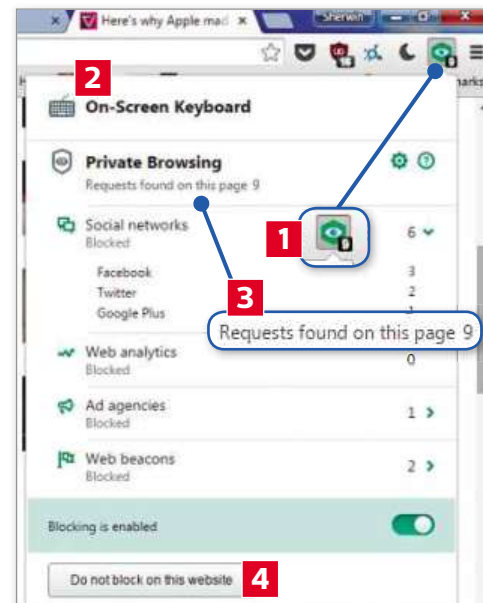 Here's why Apple mad
Sherwin
2
On-Screen Keyboard
Private Browsing
Requests found on this page 9
1
9
Social networks
6
Blocked
Facebook
3
Twitter
2
3
Google Plus
Requests found on this page 9
Web analytics
0
Blocked
Ad agencies
1
Blocked
Web beacons
2
Blocked
Blocking is enabled
Do not block on this website
4